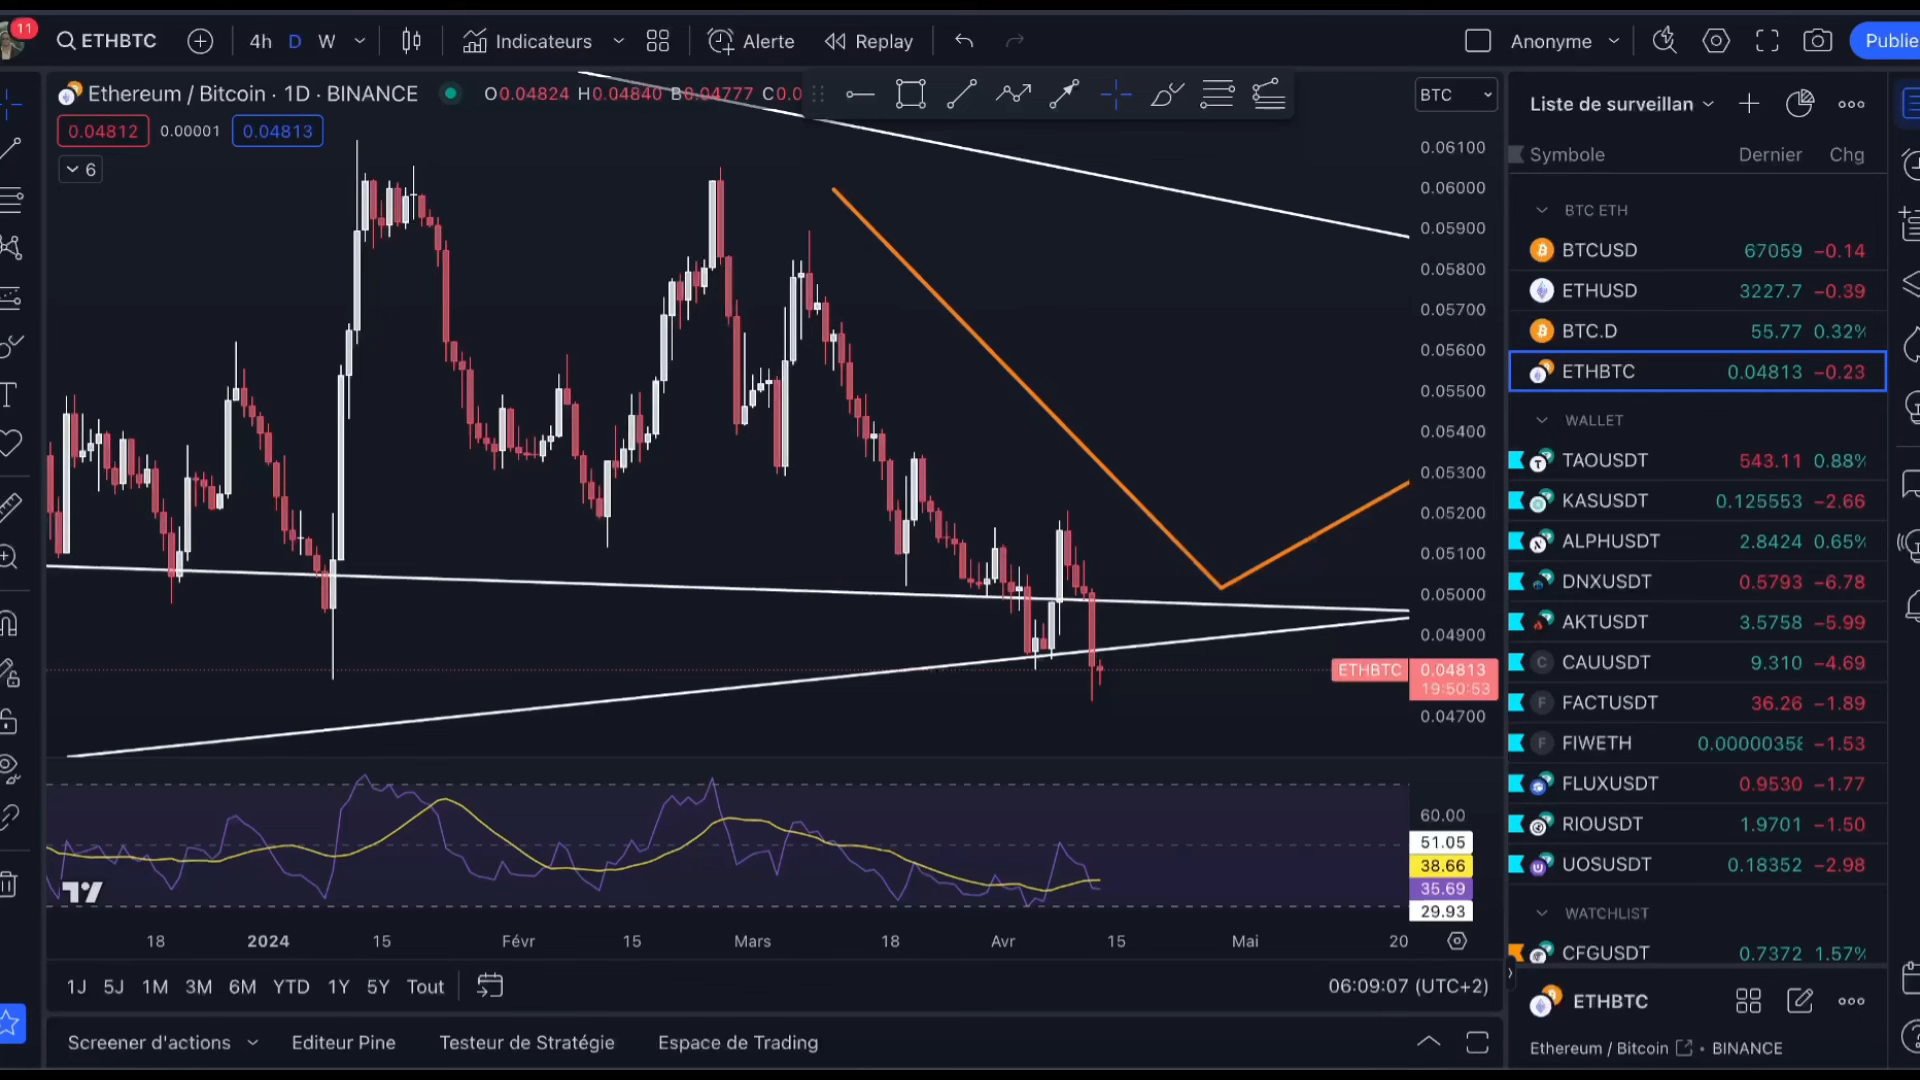 11
ETHBTC
4h D W
Indicateurs
Alerte
Replay
Anonyme
Publie
Ethereum / Bitcoin · 1D · BINANCE
O0.04824 H0.04840 B0.04777 C0.0
BTC
0.04812
0.00001
0.04813
6
0.06100
0.06000
0.05900
0.05800
0.05700
0.05600
0.05500
0.05400
0.05300
0.05200
0.05100
0.05000
0.04900
ETHBTC
0.04813
19:50:53
0.04700
60.00
51.05
38.66
35.69
29.93
18 2024 15 Févr 15 Mars 18 Avr 15 Mai 20
1J 5J 1M 3M 6M YTD 1Y 5Y Tout
06:09:07 (UTC+2)
Screener d'actions
Editeur Pine
Testeur de Stratégie
Espace de Trading
Liste de surveillan
Symbole Dernier Chg
BTC ETH
BTCUSD 67059 −0.14
ETHUSD 3227.7 −0.39
BTC.D 55.77 0.32%
ETHBTC 0.04813 −0.23
WALLET
TAOUSDT 543.11 0.88%
KASUSDT 0.125553 −2.66
ALPHUSDT 2.8424 0.65%
DNXUSDT 0.5793 −6.78
AKTUSDT 3.5758 −5.99
CAUUSDT 9.310 −4.69
FACTUSDT 36.26 −1.89
FIWETH 0.00000358 −1.53
FLUXUSDT 0.9530 −1.77
RIOUSDT 1.9701 −1.50
UOSUSDT 0.18352 −2.98
WATCHLIST
CFGUSDT 0.7372 1.57%
ETHBTC
Ethereum / Bitcoin • BINANCE